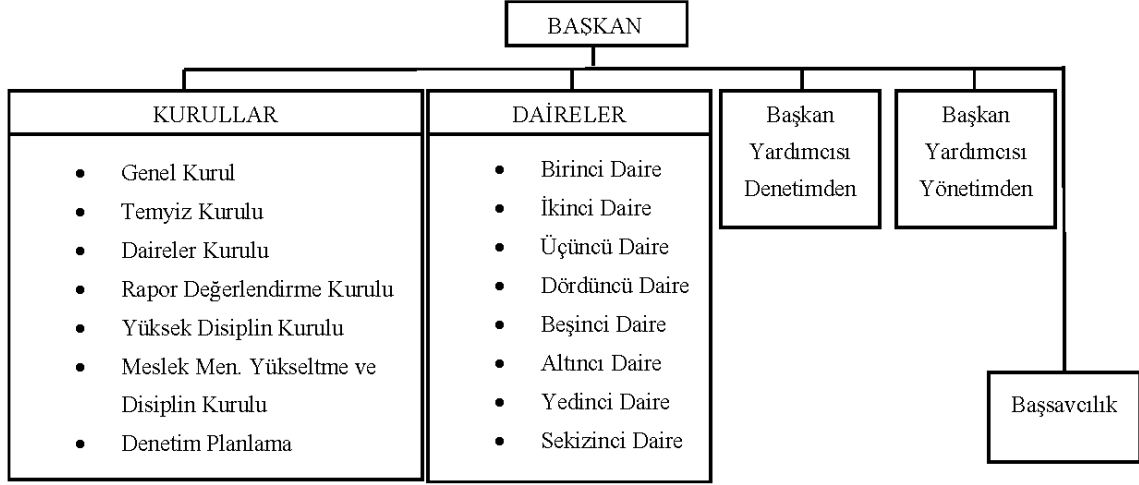 BAŞKAN
KURULLAR
• Genel Kurul
• Temyiz Kurulu
• Daireler Kurulu
• Rapor Değerlendirme Kurulu
• Yüksek Disiplin Kurulu
• Meslek Men. Yükseltme ve
Disiplin Kurulu
• Denetim Planlama
DAİRELER
• Birinci Daire
• İkinci Daire
• Üçüncü Daire
• Dördüncü Daire
• Beşinci Daire
• Altıncı Daire
• Yedinci Daire
• Sekizinci Daire
Başkan
Yardımcısı
Denetimden
Başkan
Yardımcısı
Yönetimden
Başsavcılık